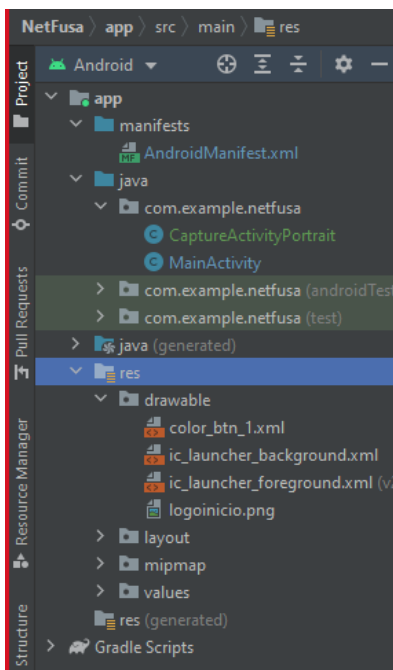 NetFusa > app > src > main > res
Android
app
manifests
AndroidManifest.xml
java
com.example.netfusa
CaptureActivityPortrait
MainActivity
com.example.netfusa (androidTest
com.example.netfusa (test)
java (generated)
res
drawable
color_btn_1.xml
ic_launcher_background.xml
ic_launcher_foreground.xml (v
logoinicio.png
layout
mipmap
values
res (generated)
Gradle Scripts
Project
Commit
Pull Requests
Resource Manager
Structure